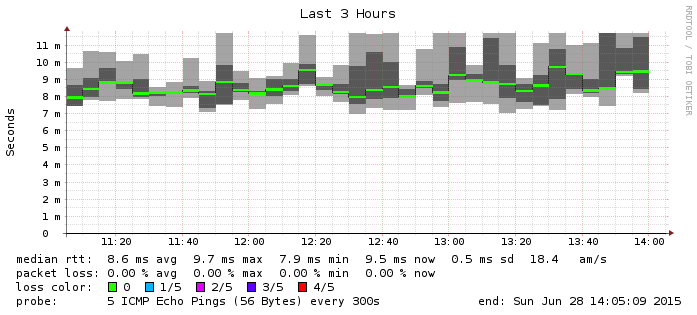 Last 3 Hours
RRDTOOL / TOBI OETIKER
Seconds
11 m
10 m
9 m
8 m
7 m
6 m
5 m
4 m
3 m
2 m
1 m
0
11:20 11:40 12:00 12:20 12:40 13:00 13:20 13:40 14:00
median rtt: 8.6 ms avg 9.7 ms max 7.9 ms min 9.5 ms now 0.5 ms sd 18.4 am/s
packet loss: 0.00 % avg 0.00 % max 0.00 % min 0.00 % now
loss color: 0 1/5 2/5 3/5 4/5
probe: 5 ICMP Echo Pings (56 Bytes) every 300s end: Sun Jun 28 14:05:09 2015